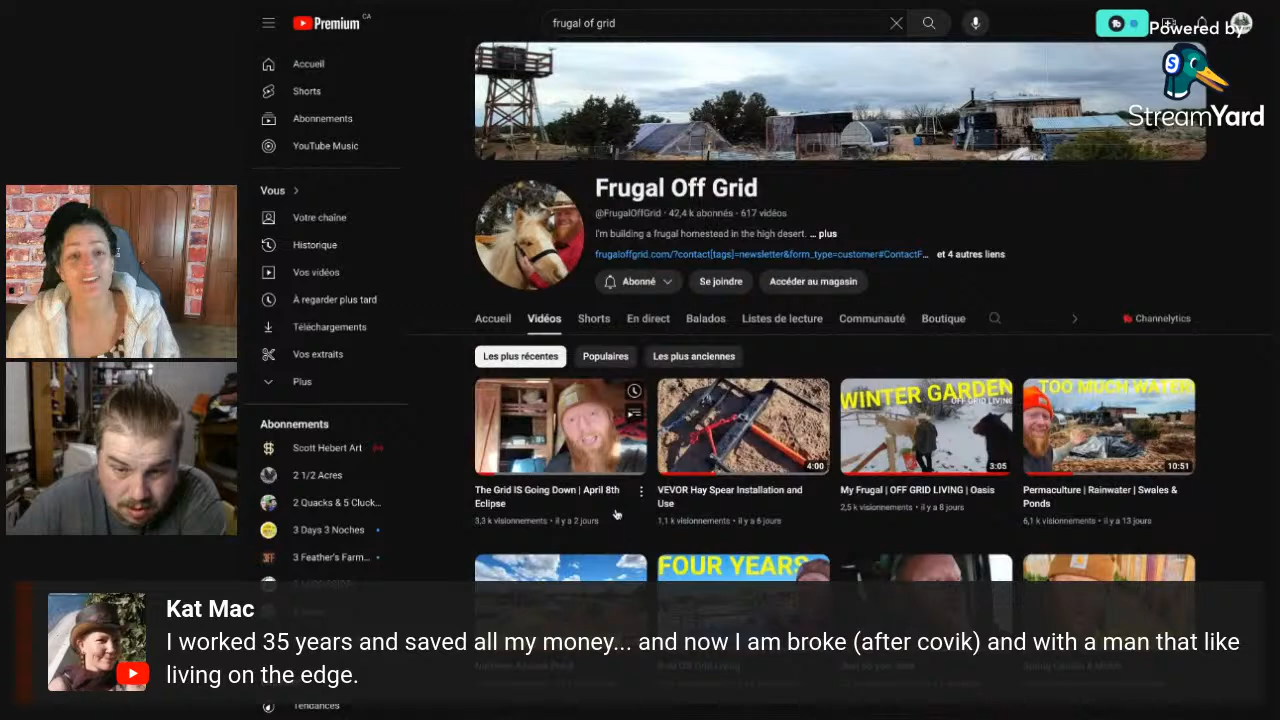 Premium CA
frugal of grid
Powered by
StreamYard
Accueil
Shorts
Abonnements
YouTube Music
Vous
Votre chaîne
Historique
Vos vidéos
À regarder plus tard
Téléchargements
Vos extraits
Plus
Abonnements
Scott Hebert Art
2 1/2 Acres
2 Quacks & 5 Cluck...
3 Days 3 Noches
3 Feather's Farm...
Tendances
Frugal Off Grid
@FrugalOffGrid · 42,4 k abonnés · 617 vidéos
I'm building a frugal homestead in the high desert. ... plus
frugaloffgrid.com/?contact[tags]=newsletter&form_type=customer#ContactF... et 4 autres liens
Abonné
Se joindre
Accéder au magasin
Accueil Vidéos Shorts En direct Balados Listes de lecture Communauté Boutique
Channelytics
Les plus récentes Populaires Les plus anciennes
4:00
WINTER GARDEN
OFF GRID LIVING
3:05
TOO MUCH WATER
10:51
The Grid IS Going Down | April 8th
Eclipse
3,3 k visionnements · il y a 2 jours
VEVOR Hay Spear Installation and
Use
1,1 k visionnements · il y a 6 jours
My Frugal | OFF GRID LIVING | Oasis
2,5 k visionnements · il y a 8 jours
Permaculture | Rainwater | Swales &
Ponds
6,1 k visionnements · il y a 13 jours
FOUR YEARS
Kat Mac
I worked 35 years and saved all my money... and now I am broke (after covik) and with a man that like
living on the edge.